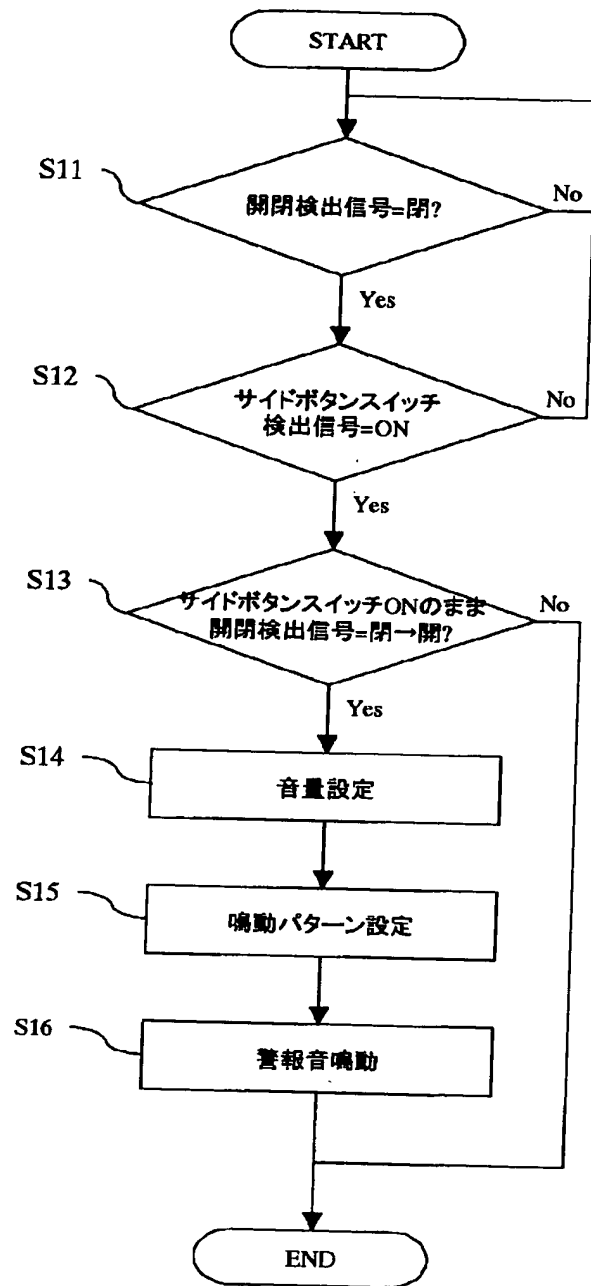 START
S11
開閉検出信号=閉?
No
Yes
S12
サイドボタンスイッチ
検出信号=ON
No
Yes
S13
サイドボタンスイッチONのまま
開閉検出信号=閉→開?
No
Yes
S14
音量設定
S15
鳴動パターン設定
S16
警報音鳴動
END